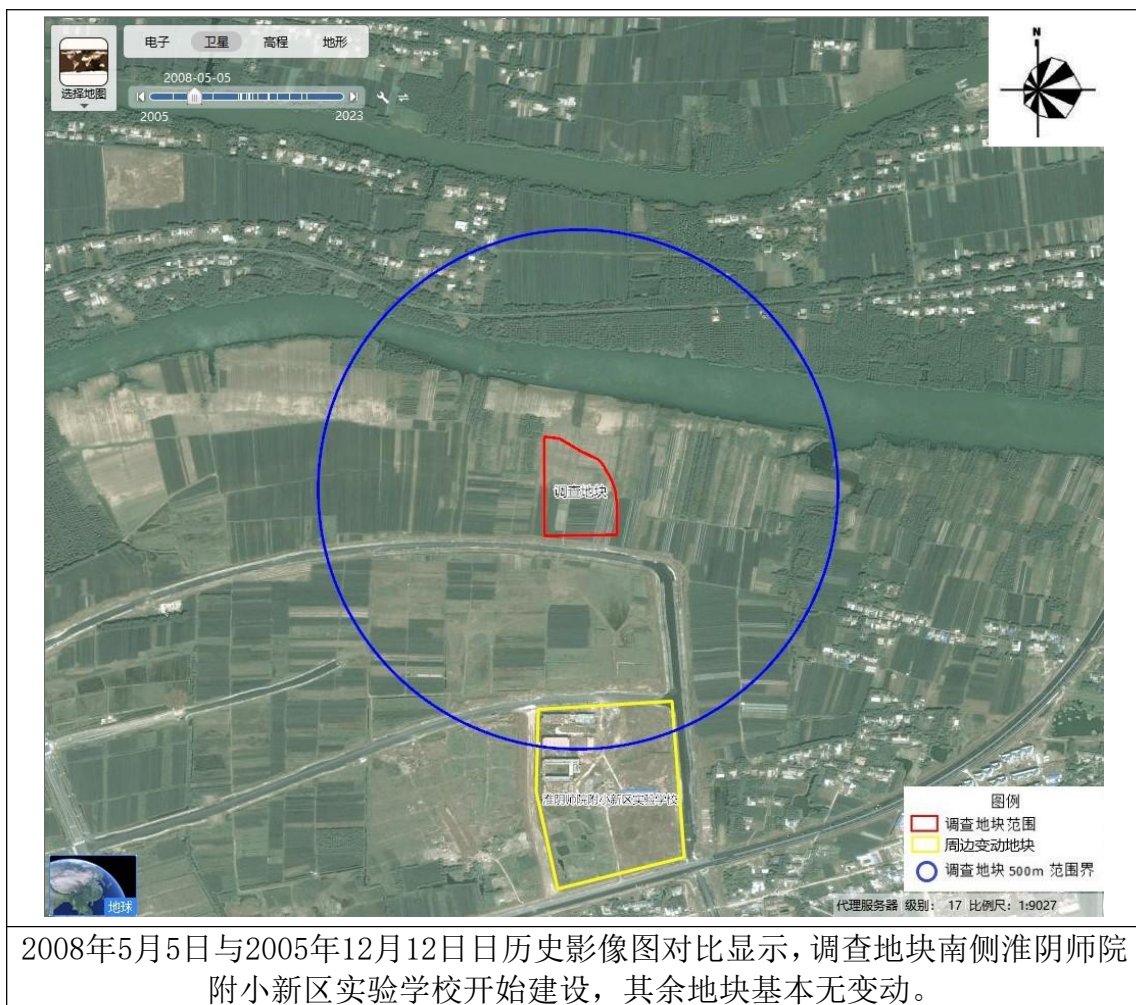 电子 卫星 高程 地形
选择地图
2008-05-05
2005 2023
N
调查地块
淮阴师院附小新区实验学校
图例
调查地块范围
周边变动地块
调查地块 500m 范围界
地球
代理服务器 级别: 17 比例尺: 1:9027
2008年5月5日与2005年12月12日日历史影像图对比显示,调查地块南侧淮阴师院
附小新区实验学校开始建设，其余地块基本无变动。